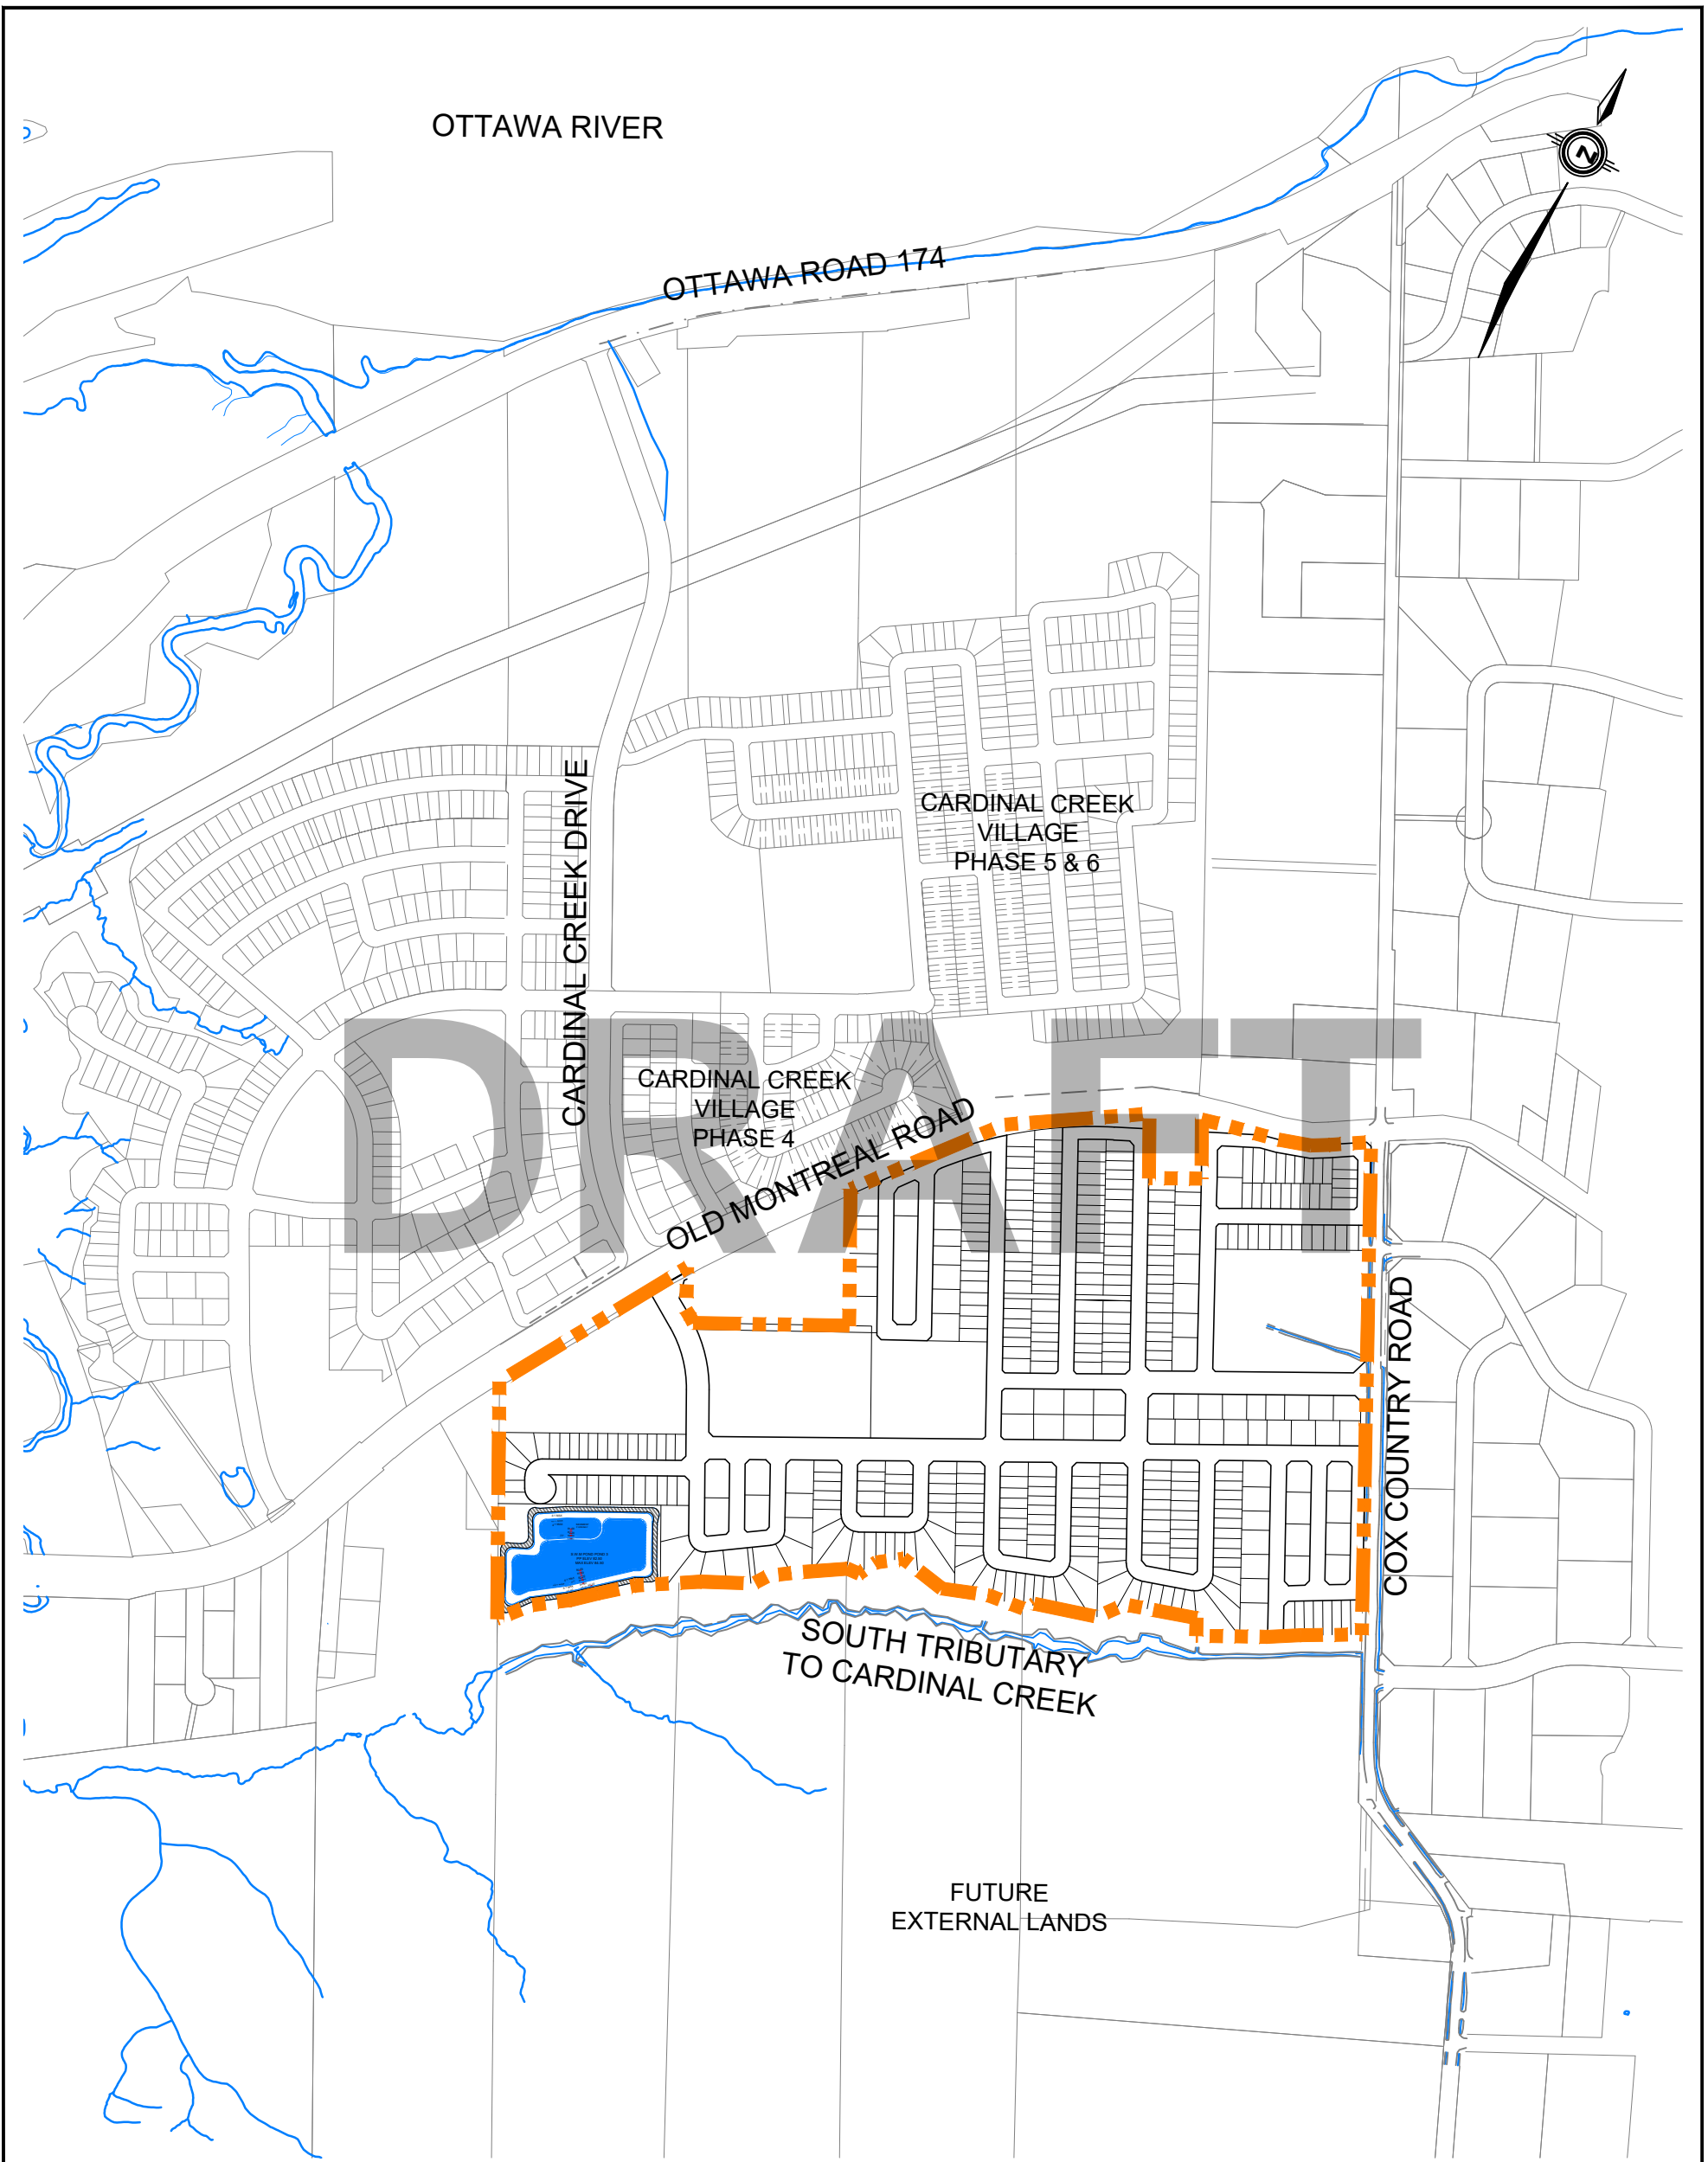 OTTAWA RIVER
N
OTTAWA ROAD 174
CARDINAL CREEK DRIVE
CARDINAL CREEK
VILLAGE
PHASE 5 & 6
DRAFT
CARDINAL CREEK
VILLAGE
PHASE 4
OLD MONTREAL ROAD
COX COUNTRY ROAD
SOUTH TRIBUTARY
TO CARDINAL CREEK
FUTURE
EXTERNAL LANDS